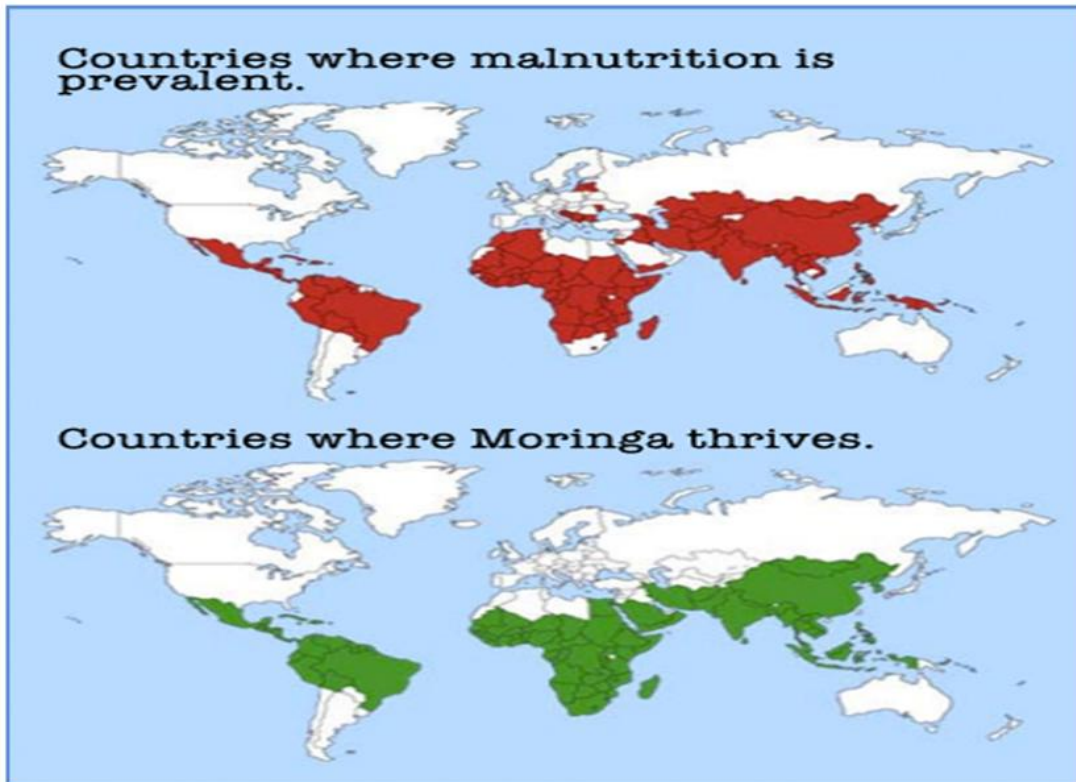 Countries where malnutrition is
prevalent.
Countries where Moringa thrives.